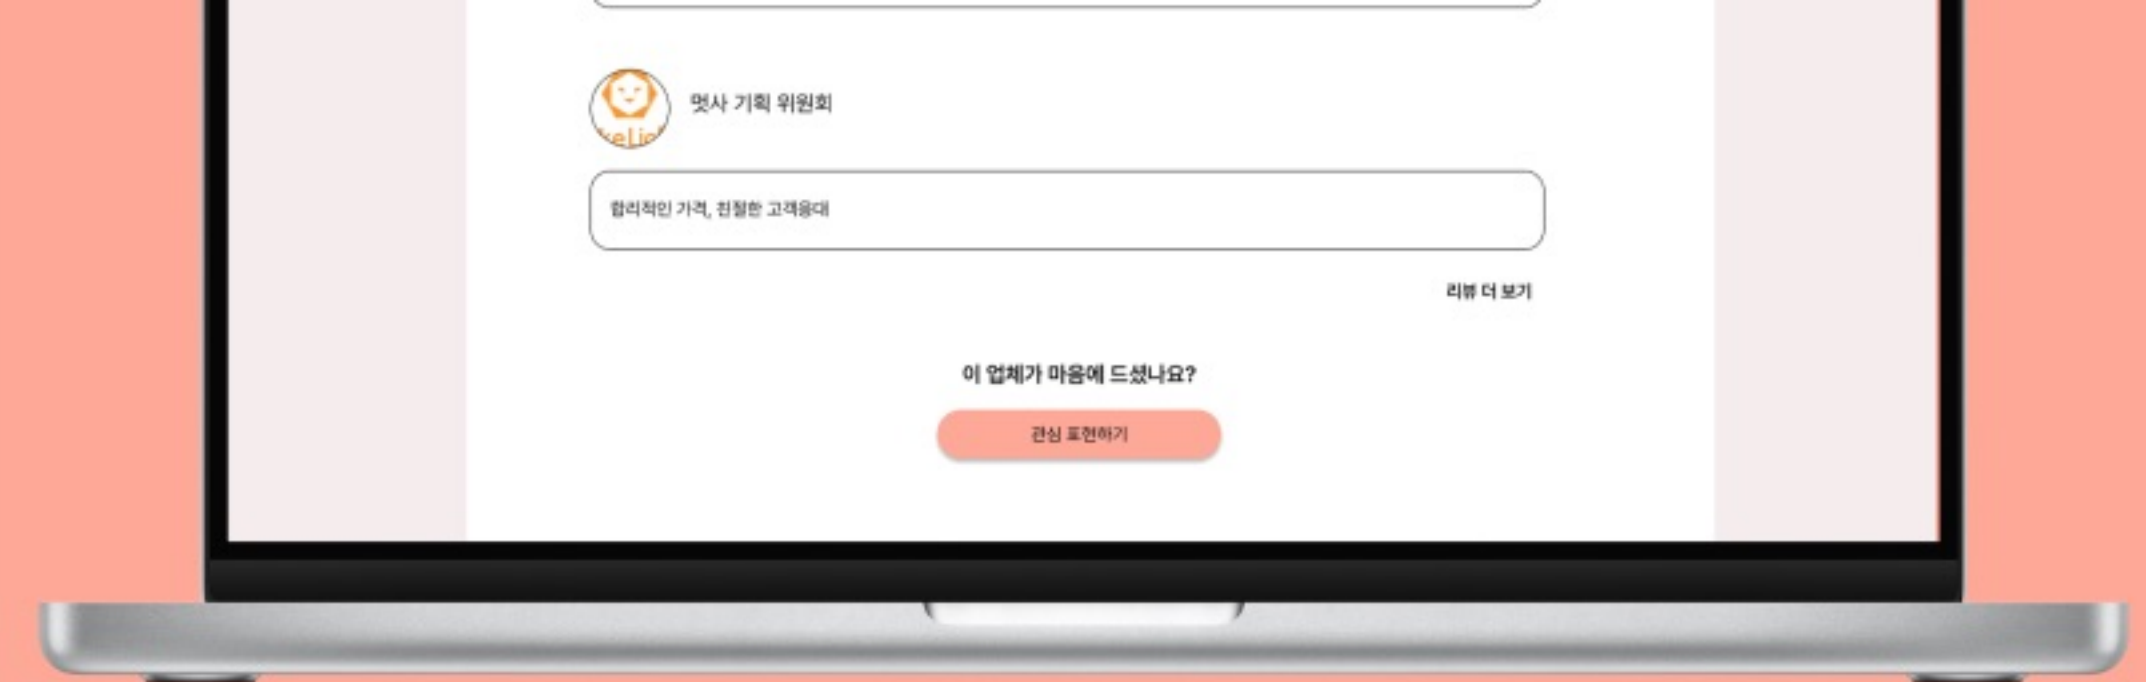 keLio
멋사 기획 위원회
합리적인 가격, 친절한 고객응대
리뷰 더 보기
이 업체가 마음에 드셨나요?
관심 표현하기